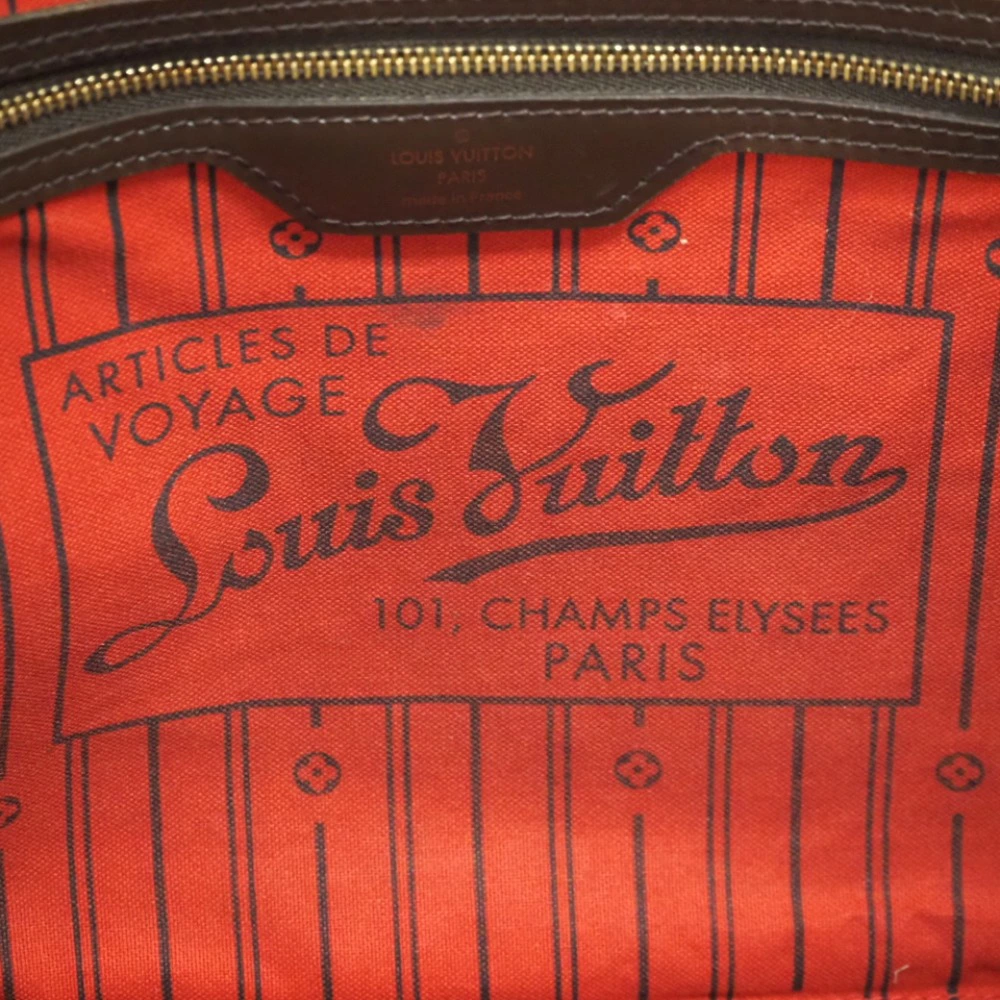 LOUIS VUITTON
PARIS
made in France
ARTICLES DE
VOYAGE
Louis Vuitton
101, CHAMPS ELYSEES
PARIS